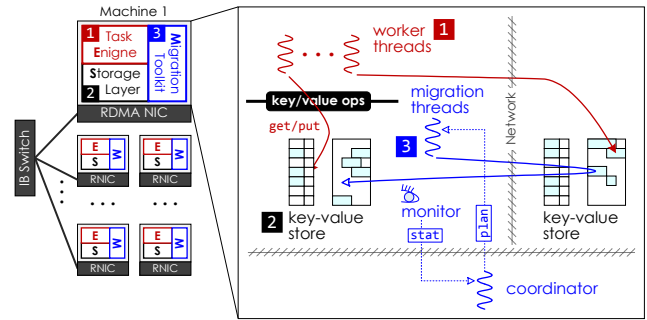 Machine 1
1
Task
Enigne
3
Migration
Toolkit
Storage
Layer
2
RDMA NIC
IB Switch
E
S
M
RNIC
E
S
M
RNIC
E
S
M
RNIC
E
S
M
RNIC
worker
threads
1
key/value ops
get/put
migration
threads
3
Network
2
key-value
store
monitor
stat
plan
key-value
store
coordinator